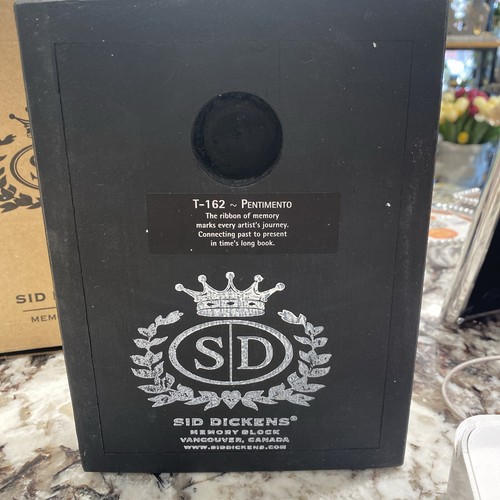 T-162 ~ PENTIMENTO
The ribbon of memory
marks every artist's journey.
Connecting past to present
in time's long book.
SD
SID DICKENS®
MEMORY BLOCK
VANCOUVER, CANADA
WWW.SIDDICKENS.COM
SID
MEM